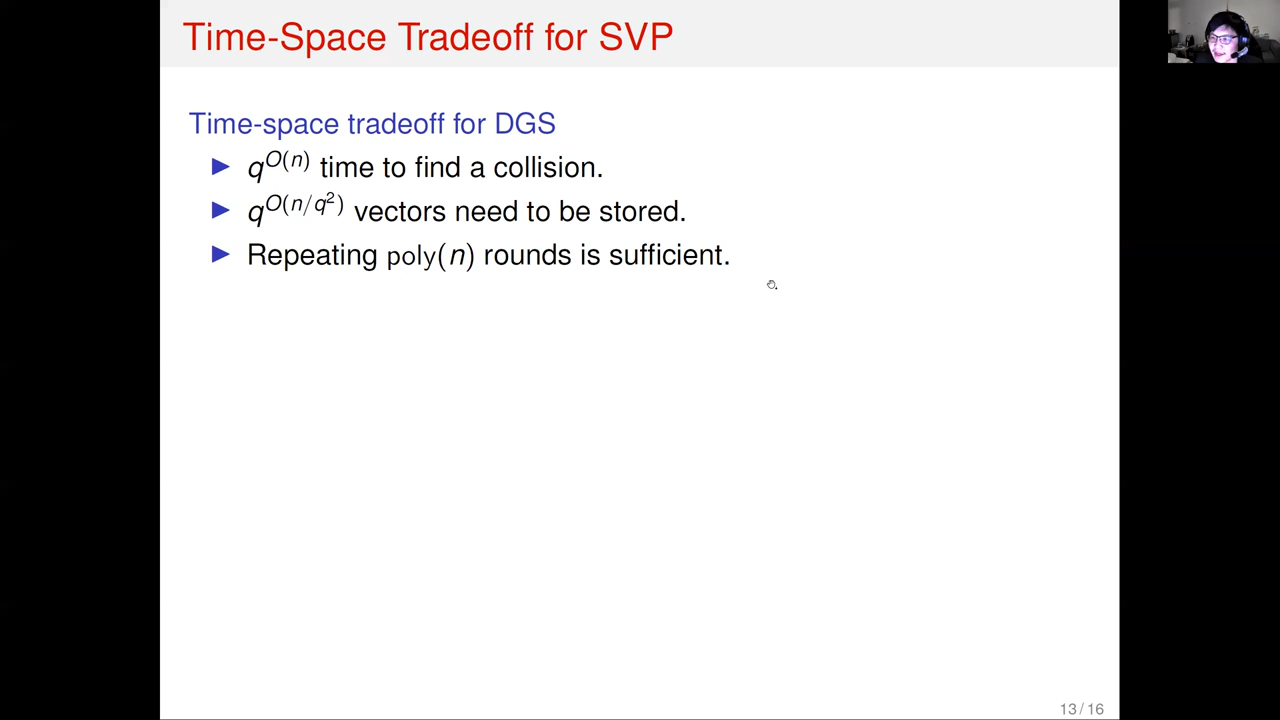 Time-Space Tradeoff for SVP
Time-space tradeoff for DGS
▶ q^{O(n)} time to find a collision.
▶ q^{O(n/q^2)} vectors need to be stored.
▶ Repeating poly(n) rounds is sufficient.
13 / 16